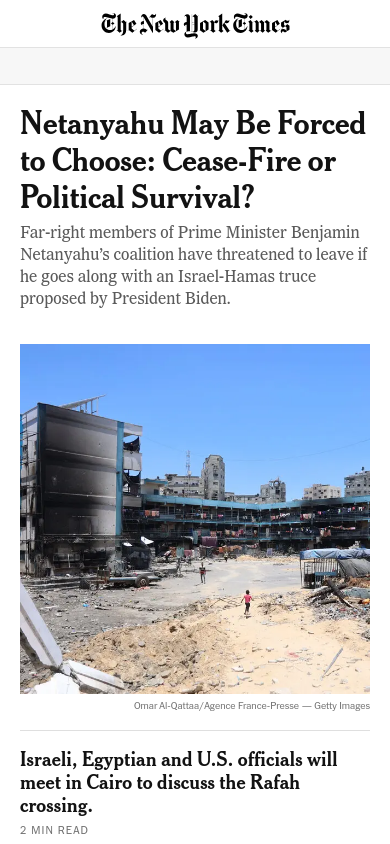 The New York Times
Netanyahu May Be Forced
to Choose: Cease-Fire or
Political Survival?
Far-right members of Prime Minister Benjamin
Netanyahu’s coalition have threatened to leave if
he goes along with an Israel-Hamas truce
proposed by President Biden.
Omar Al-Qattaa/Agence France-Presse — Getty Images
Israeli, Egyptian and U.S. officials will
meet in Cairo to discuss the Rafah
crossing.
2 MIN READ